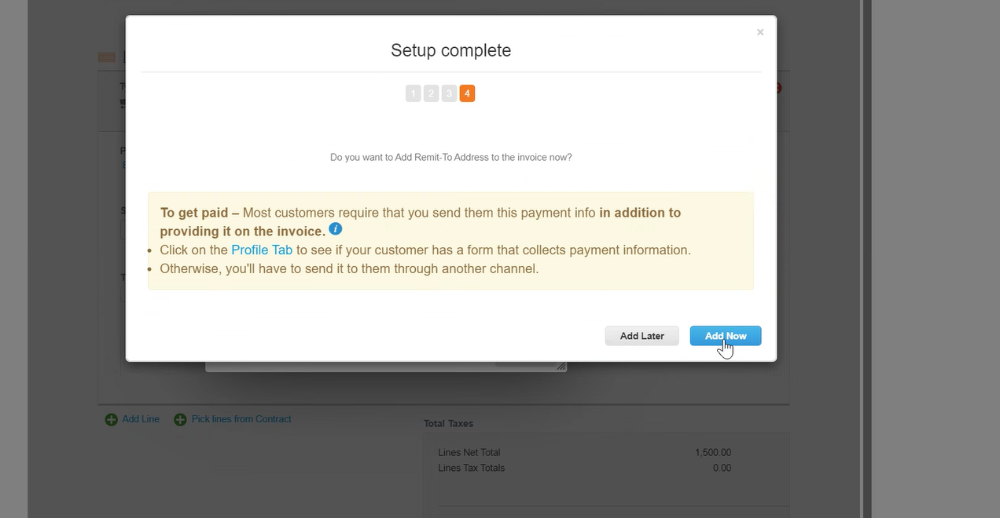 ×
Setup complete
1 2 3 4
Do you want to Add Remit-To Address to the invoice now?
To get paid – Most customers require that you send them this payment info in addition to
providing it on the invoice. i
• Click on the Profile Tab to see if your customer has a form that collects payment information.
• Otherwise, you'll have to send it to them through another channel.
Add Later Add Now
Add Line Pick lines from Contract
Total Taxes
Lines Net Total 1,500.00
Lines Tax Totals 0.00